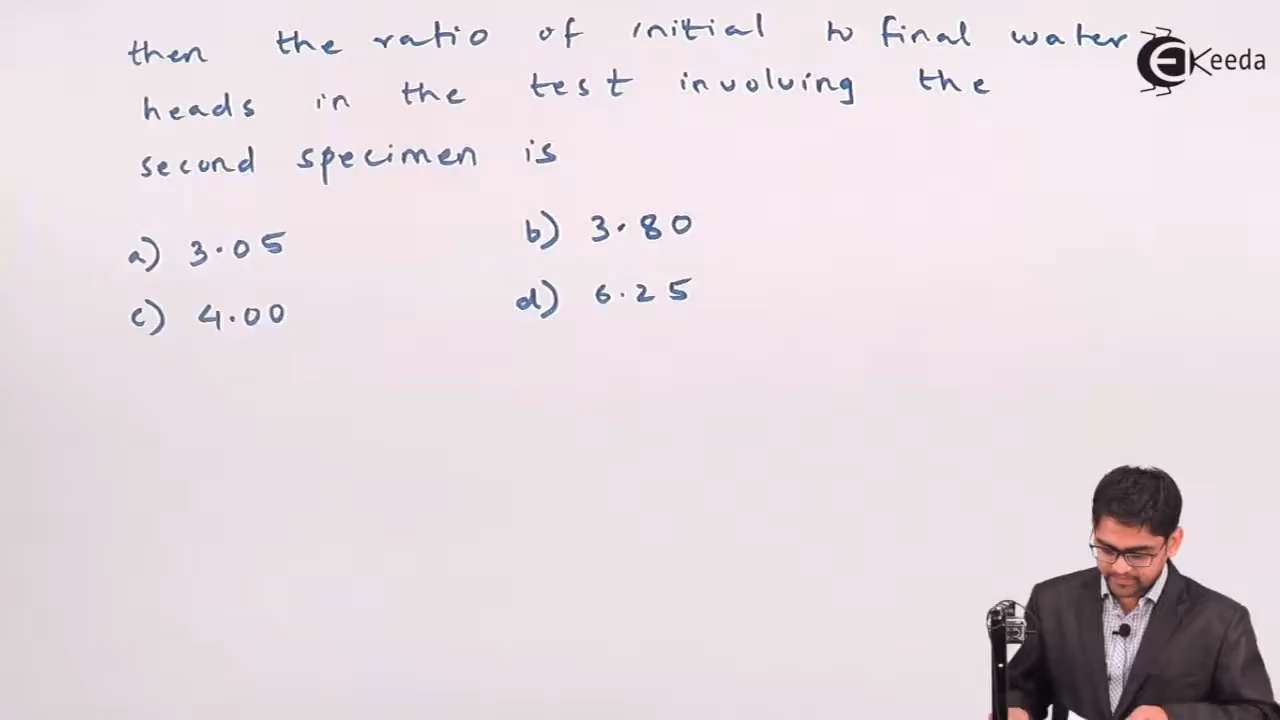 then the ratio of initial to final water
heads in the test involving the
second specimen is
a) 3.05 b) 3.80
c) 4.00 d) 6.25
EKeeda